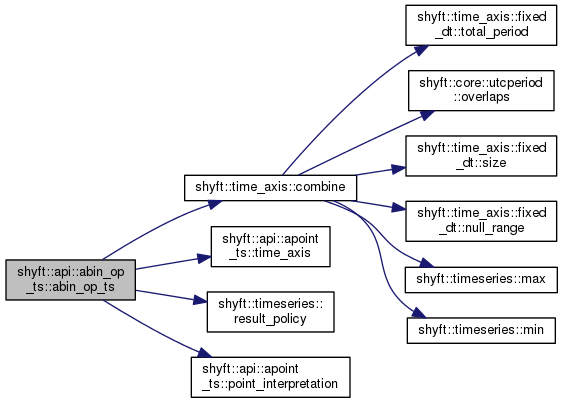 shyft::api::abin_op
_ts::abin_op_ts
shyft::time_axis::combine
shyft::api::apoint
_ts::time_axis
shyft::timeseries::
result_policy
shyft::api::apoint
_ts::point_interpretation
shyft::time_axis::fixed
_dt::total_period
shyft::core::utcperiod
::overlaps
shyft::time_axis::fixed
_dt::size
shyft::time_axis::fixed
_dt::null_range
shyft::timeseries::max
shyft::timeseries::min